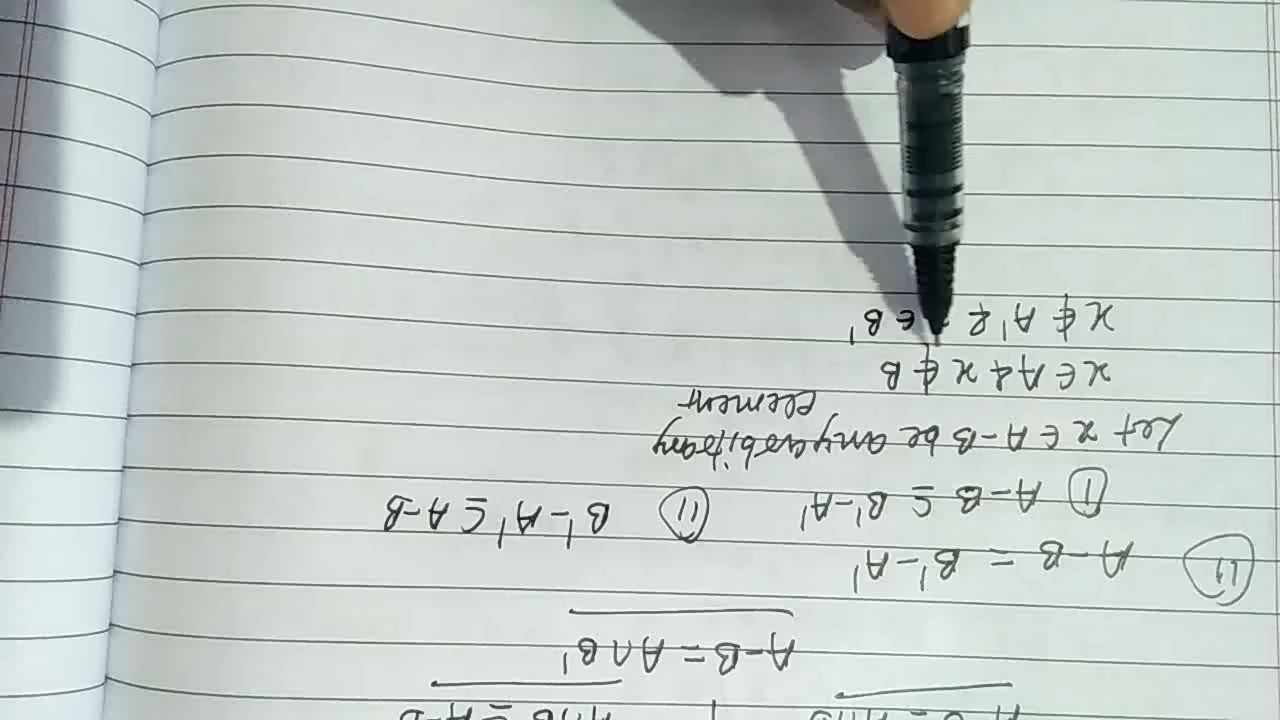 A-B = A∩B'
(ii) A-B = B'-A'
(i) A-B ⊆ B'-A' (ii) B'-A' ⊆ A-B
Let x ∈ A-B be any arbitrary
element
x ∈ A & x ∉ B
x ∉ A' & ∈ B'